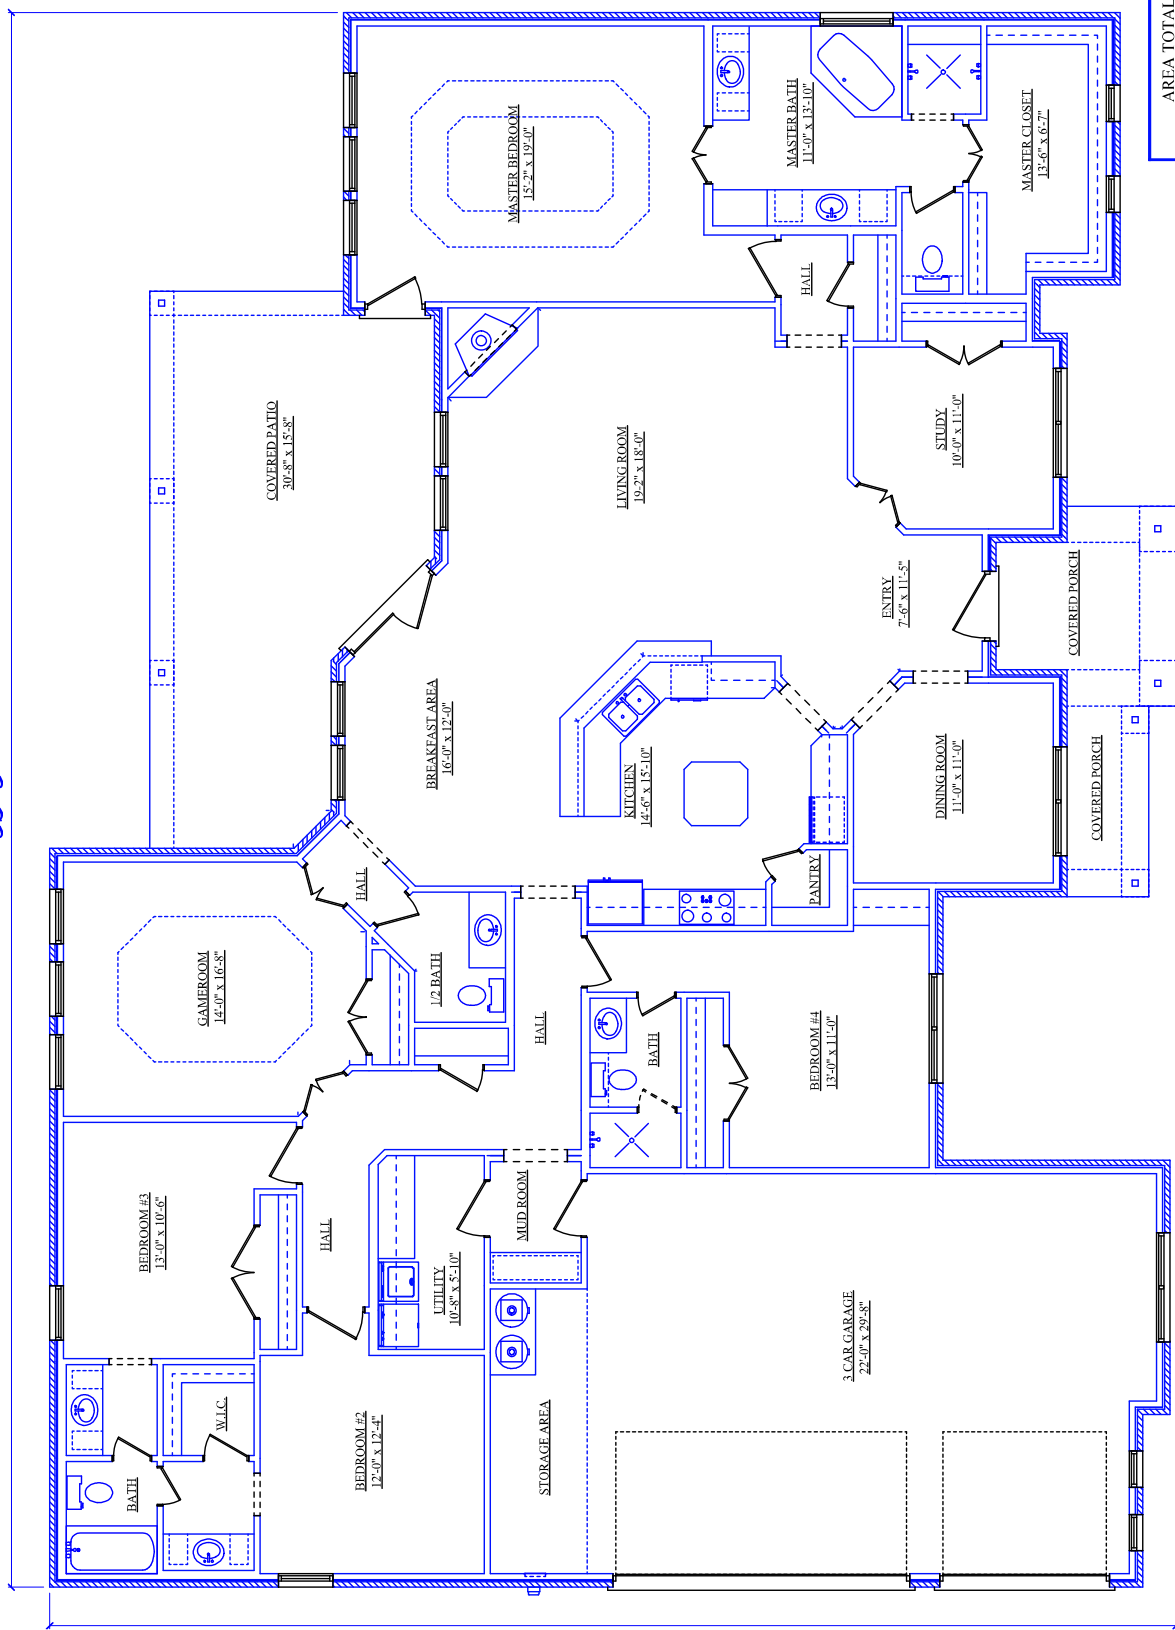 COVERED PATIO
30'-8" x 15'-8"
MASTER BEDROOM
15'-2" x 19'-0"
MASTER BATH
11'-0" x 13'-10"
MASTER CLOSET
13'-6" x 6'-7"
HALL
LIVING ROOM
19-2" x 18'-0"
STUDY
10'-0" x 11'-0"
ENTRY
7'-6" x 11'-5"
COVERED PORCH
BREAKFAST AREA
16'-0" x 12'-0"
KITCHEN
14'-6" x 15'-10"
DINING ROOM
11'-0" x 11'-0"
COVERED PORCH
PANTRY
GAMEROOM
14'-0" x 16'-8"
HALL
1/2 BATH
HALL
BATH
BEDROOM #4
13'-0" x 11'-0"
BEDROOM #3
13'-0" x 10'-6"
HALL
UTILITY
10'-8" x 5'-10"
MUD ROOM
BATH
W.I.C.
BEDROOM #2
12'-0" x 12'-4"
STORAGE AREA
3 CAR GARAGE
22'-0" x 29'-8"
AREA TOTAL